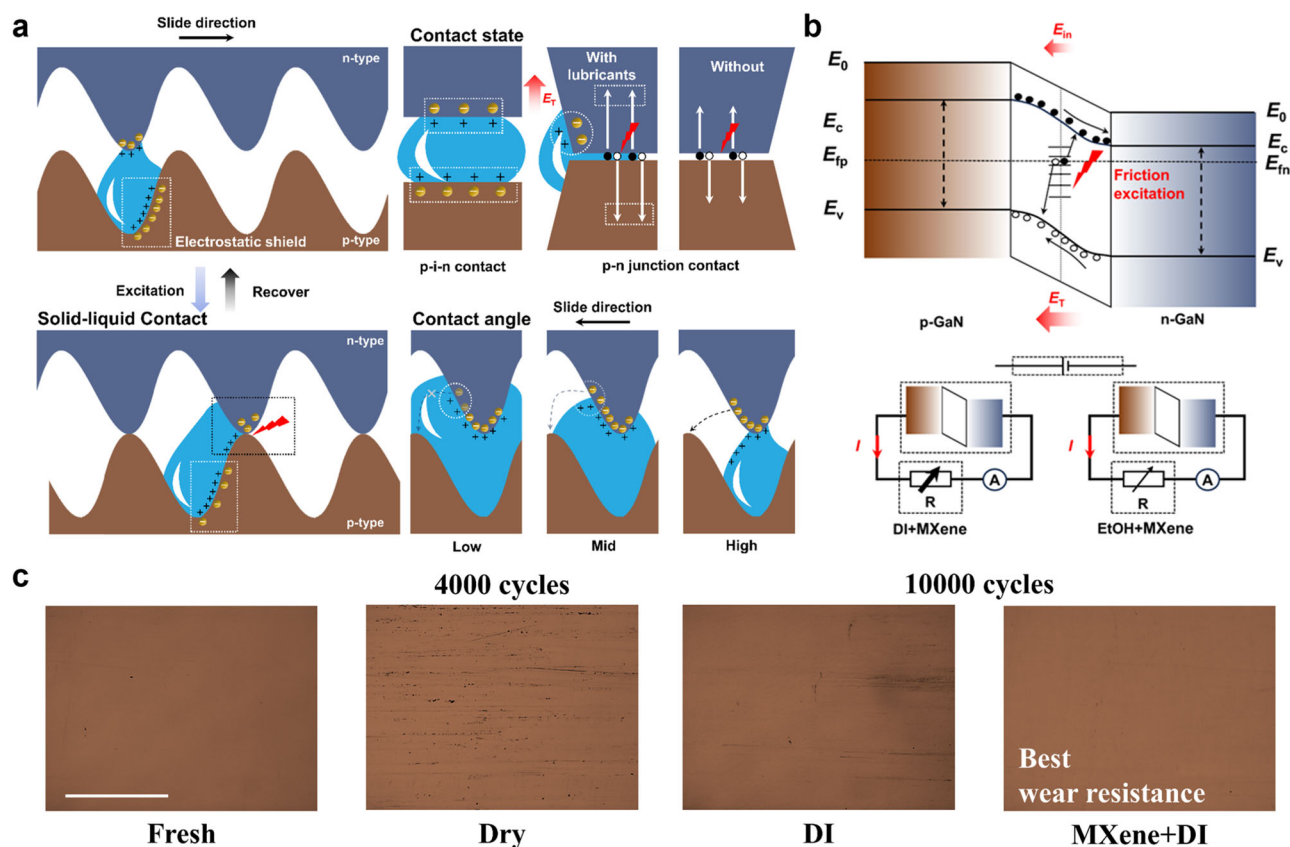 a
Slide direction
n-type
Electrostatic shield
p-type
Contact state
E_T
With
lubricants
Without
p-i-n contact
p-n junction contact
Excitation
Recover
Solid-liquid Contact
n-type
p-type
Contact angle
Slide direction
Low
Mid
High
b
E_in
E_0
E_c
E_fp
E_v
E_0
E_c
E_fn
E_v
Friction
excitation
E_T
p-GaN
n-GaN
I
R
A
DI+MXene
I
R
A
EtOH+MXene
c
4000 cycles
10000 cycles
Best
wear resistance
Fresh
Dry
DI
MXene+DI